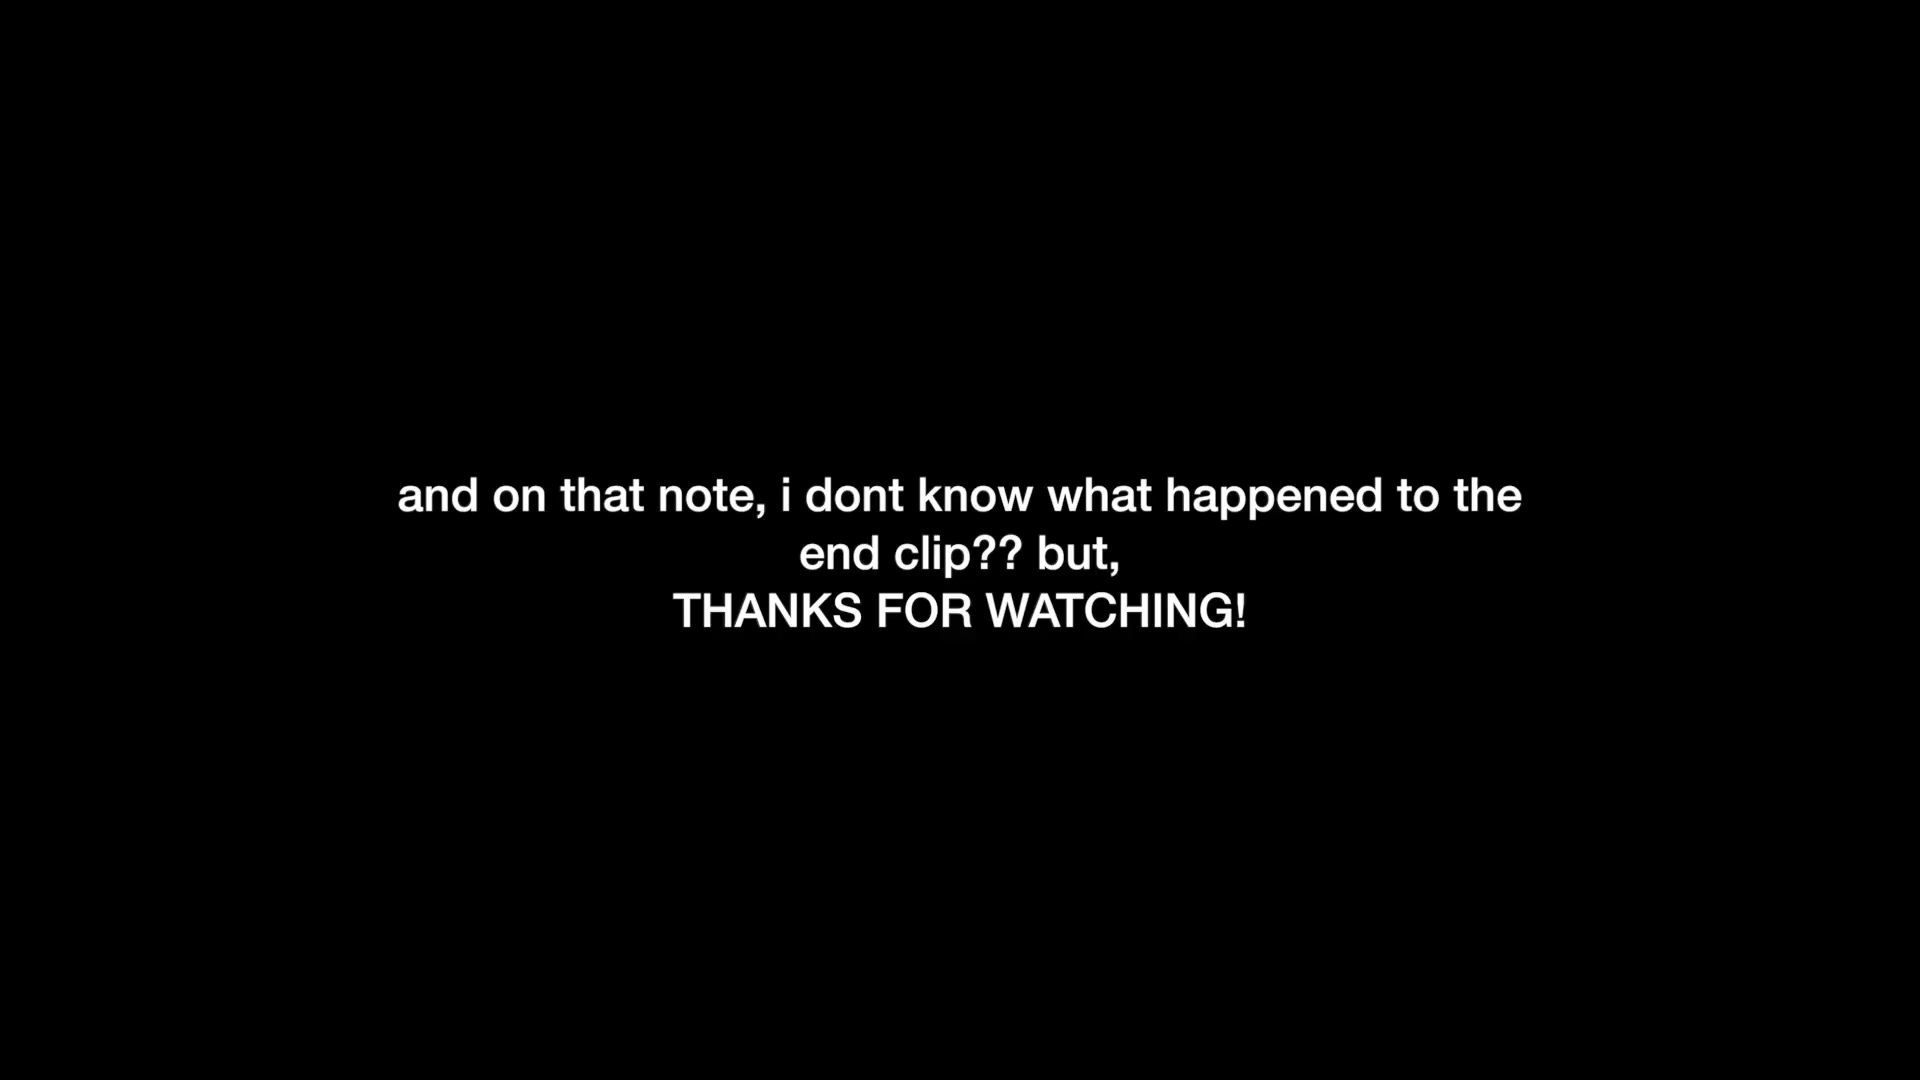 and on that note, i dont know what happened to the
end clip?? but,
THANKS FOR WATCHING!